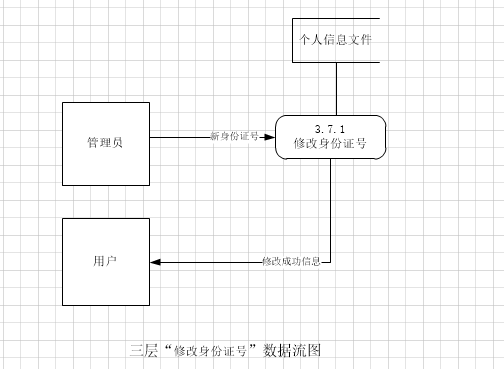 个人信息文件
管理员
新身份证号
3.7.1
修改身份证号
用户
修改成功信息
三层“修改身份证号”数据流图